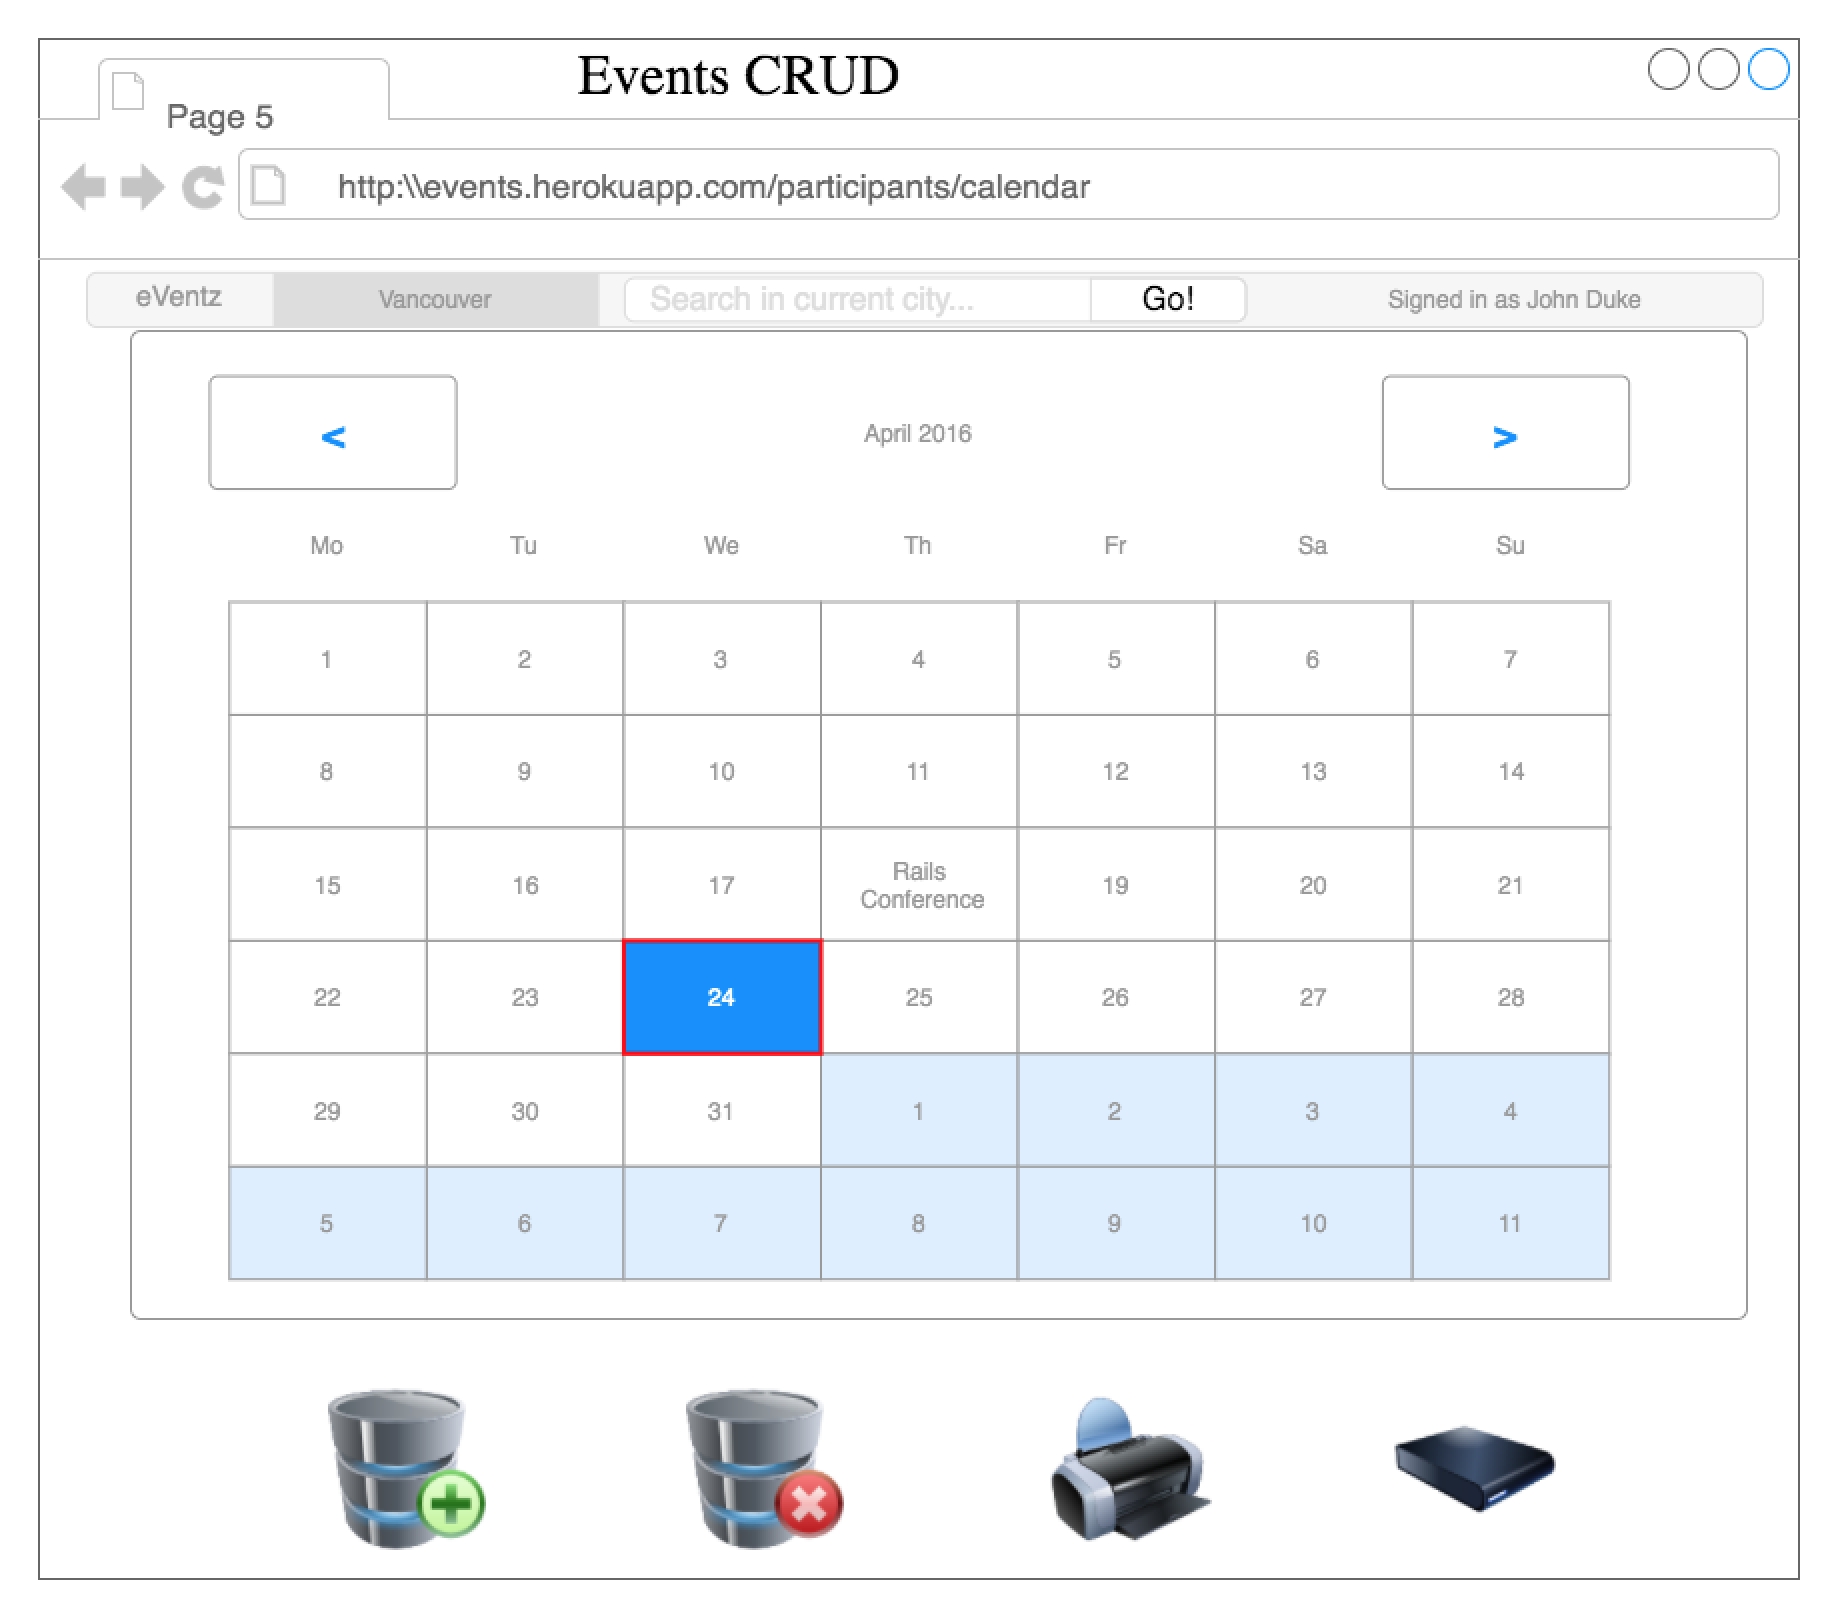 Events CRUD
Page 5
http:\\events.herokuapp.com/participants/calendar
eVentz Vancouver Search in current city... Go! Signed in as John Duke
< April 2016 >
Mo Tu We Th Fr Sa Su
1 2 3 4 5 6 7
8 9 10 11 12 13 14
15 16 17 Rails Conference 19 20 21
22 23 24 25 26 27 28
29 30 31 1 2 3 4
5 6 7 8 9 10 11